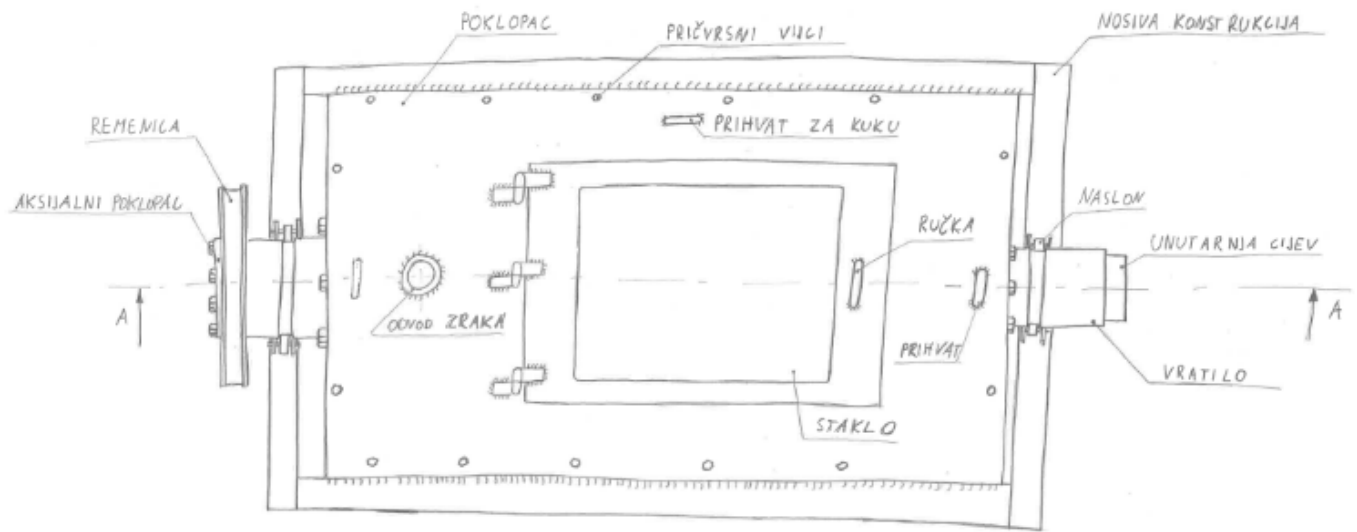 POKLOPAC
PRIČVRSNI VIJCI
NOSIVA KONSTRUKCIJA
REMENICA
PRIHVAT ZA KUKU
AKSIJALNI POKLOPAC
NASLON
RUČKA
UNUTARNJA CIJEV
A
A
ODVOD ZRAKA
PRIHVAT
VRATILO
STAKLO